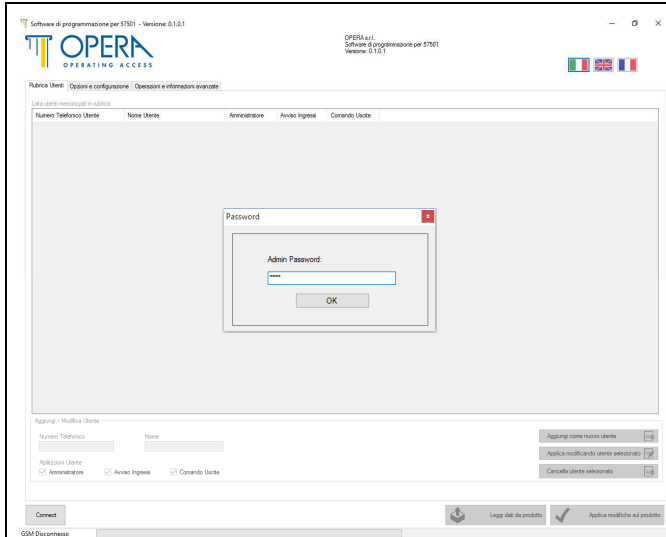 Software di programmazione per 57501 - Versione: 0.1.0.1
OPERA
OPERATING ACCESS
OPERA s.r.l.
Software di programmazione per 57501
Versione: 0.1.0.1
Rubrica Utenti Opzioni e configurazione Operazioni e informazioni avanzate
Lista utenti memorizzati in rubrica:
Numero Telefonico Utente Nome Utente Amministratore Avviso Ingressi Comando Uscite
Password
Admin Password:
****
OK
Aggiungi / Modifica Utente
Numero Telefonico Nome
Abilitazioni Utente
Amministratore Avviso Ingressi Comando Uscite
Aggiungi come nuovo utente
Applica modificando utente selezionato
Cancella utente selezionato
Connect
Leggi dati da prodotto
Applica modifiche sul prodotto
GSM Disconnesso